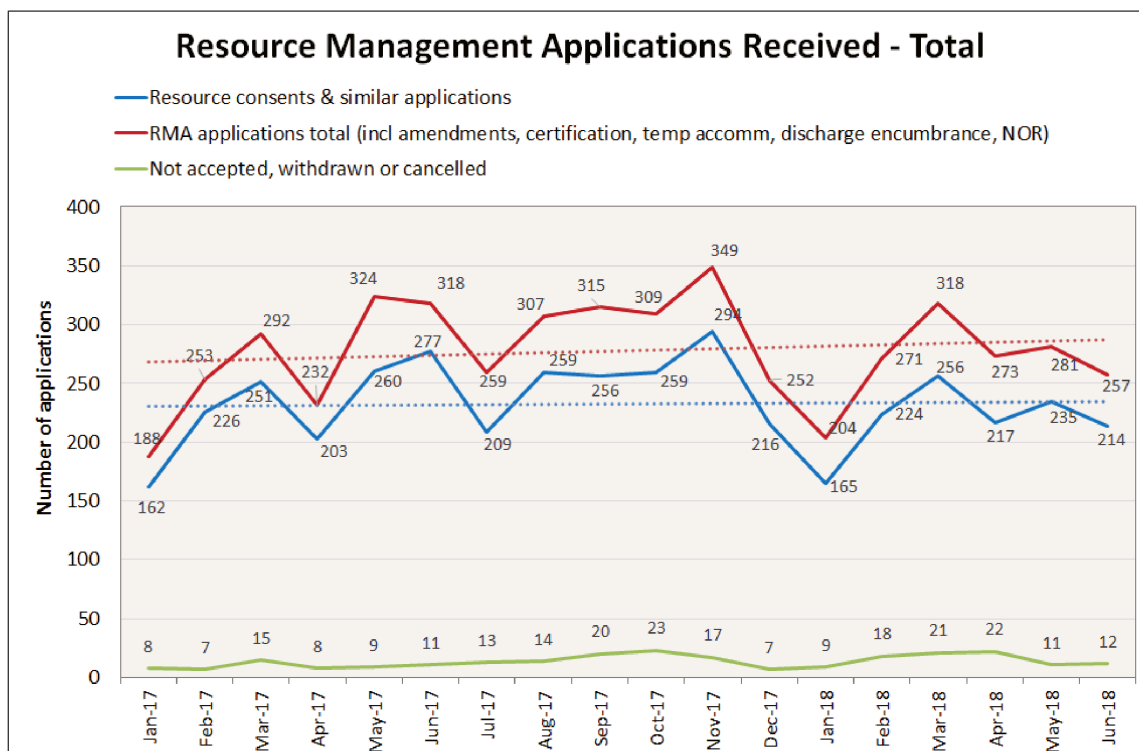 Resource Management Applications Received - Total
Resource consents & similar applications
RMA applications total (incl amendments, certification, temp accomm, discharge encumbrance, NOR)
Not accepted, withdrawn or cancelled
Number of applications
400
350
300
250
200
150
100
50
0
188 253 292 232 324 318 259 307 315 309 349 252 204 271 318 273 281 257
162 226 251 203 260 277 209 259 256 259 294 216 165 224 256 217 235 214
8 7 15 8 9 11 13 14 20 23 17 7 9 18 21 22 11 12
Jan-17 Feb-17 Mar-17 Apr-17 May-17 Jun-17 Jul-17 Aug-17 Sep-17 Oct-17 Nov-17 Dec-17 Jan-18 Feb-18 Mar-18 Apr-18 May-18 Jun-18